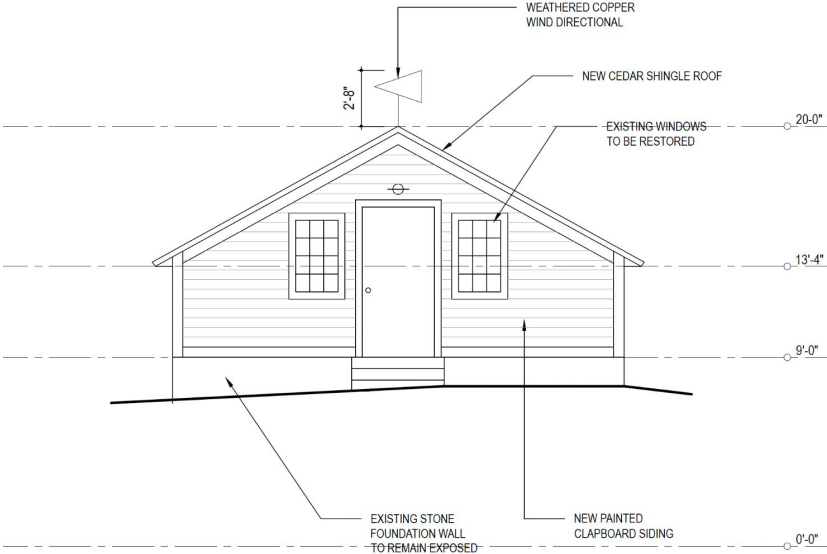 WEATHERED COPPER
WIND DIRECTIONAL
NEW CEDAR SHINGLE ROOF
2'-8"
20'-0"
EXISTING WINDOWS
TO BE RESTORED
13'-4"
9'-0"
EXISTING STONE
FOUNDATION WALL
TO REMAIN EXPOSED
NEW PAINTED
CLAPBOARD SIDING
0'-0"